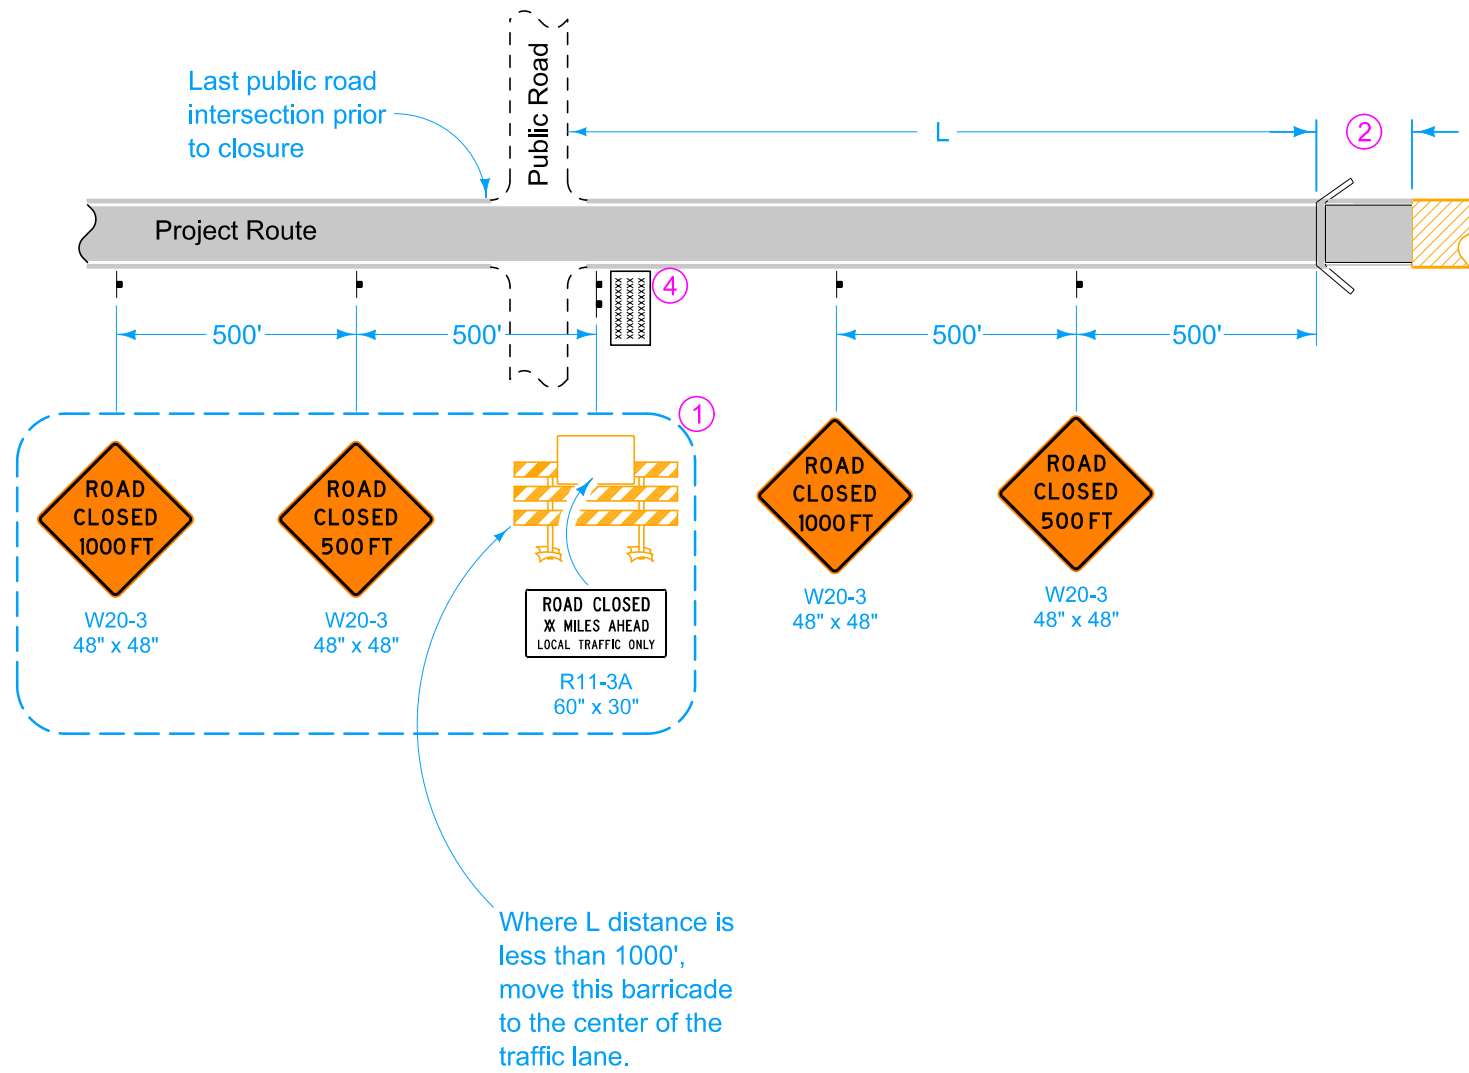 Last public road
intersection prior
to closure
Public Road
L
2
Project Route
4
500'
500'
500'
500'
1
ROAD
CLOSED
1000 FT
W20-3
48" x 48"
ROAD
CLOSED
500 FT
W20-3
48" x 48"
ROAD CLOSED
XX MILES AHEAD
LOCAL TRAFFIC ONLY
R11-3A
60" x 30"
ROAD
CLOSED
1000 FT
W20-3
48" x 48"
ROAD
CLOSED
500 FT
W20-3
48" x 48"
Where L distance is
less than 1000',
move this barricade
to the center of the
traffic lane.